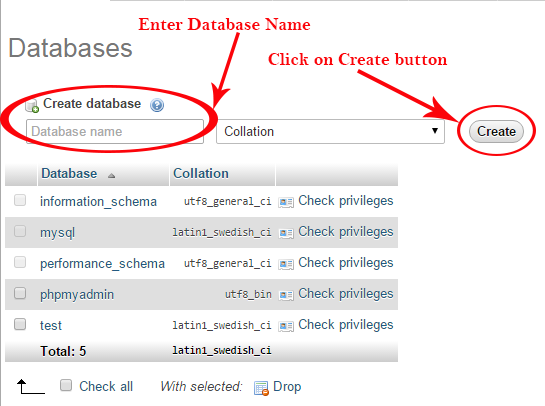 Enter Database Name
Databases
Click on Create button
Create database
Database name
Collation
Create
Database Collation
information_schema utf8_general_ci Check privileges
mysql latin1_swedish_ci Check privileges
performance_schema utf8_general_ci Check privileges
phpmyadmin utf8_bin Check privileges
test latin1_swedish_ci Check privileges
Total: 5 latin1_swedish_ci
Check all With selected: Drop